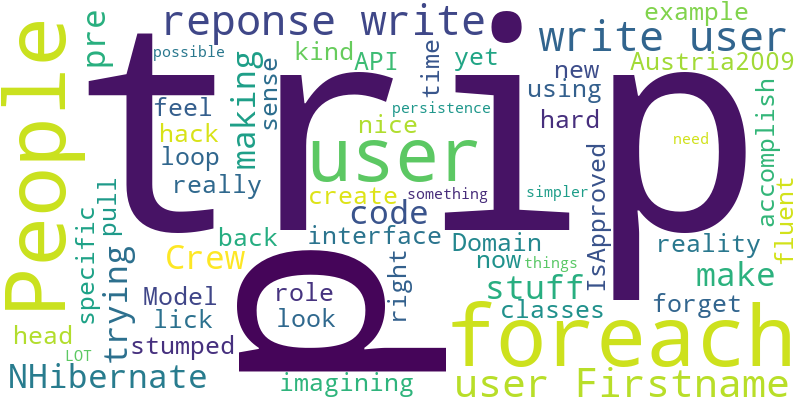 trip
p
People
foreach
user
reponse write
write user
user Firstname
pre
possible
kind
API
time
yet
example
new
Austria2009
using
sense
making
feel
hack
loop
really
persistence
nice
hard
need
accomplish
IsApproved
create
something
simpler
code
pull
specific
trying
back
interface
Domain
reality
fluent
Crew
now
things
stuff
make
Model
role
right
classes
forget
lick
look
head
stumped
LOT
NHibernate
imagining